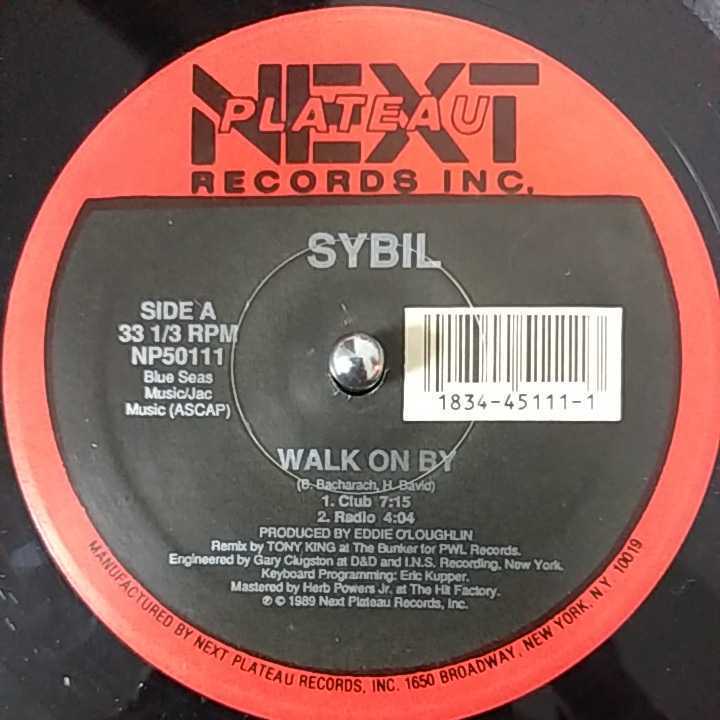 NEXT
PLATEAU
RECORDS INC.
SYBIL
SIDE A
33 1/3 RPM
NP50111
Blue Seas
Music/Jac
Music (ASCAP)
1834-45111-1
WALK ON BY
(B. Bacharach, H. David)
1. Club 7:15
2. Radio 4:04
PRODUCED BY EDDIE O'LOUGHLIN
Remix by TONY KING at The Bunker for PWL Records.
Engineered by Gary Clugston at D&D and I.N.S. Recording, New York.
Keyboard Programming: Eric Kupper.
Mastered by Herb Powers Jr. at The Hit Factory.
℗ © 1989 Next Plateau Records, Inc.
MANUFACTURED BY NEXT PLATEAU RECORDS, INC. 1650 BROADWAY, NEW YORK, N.Y. 10019